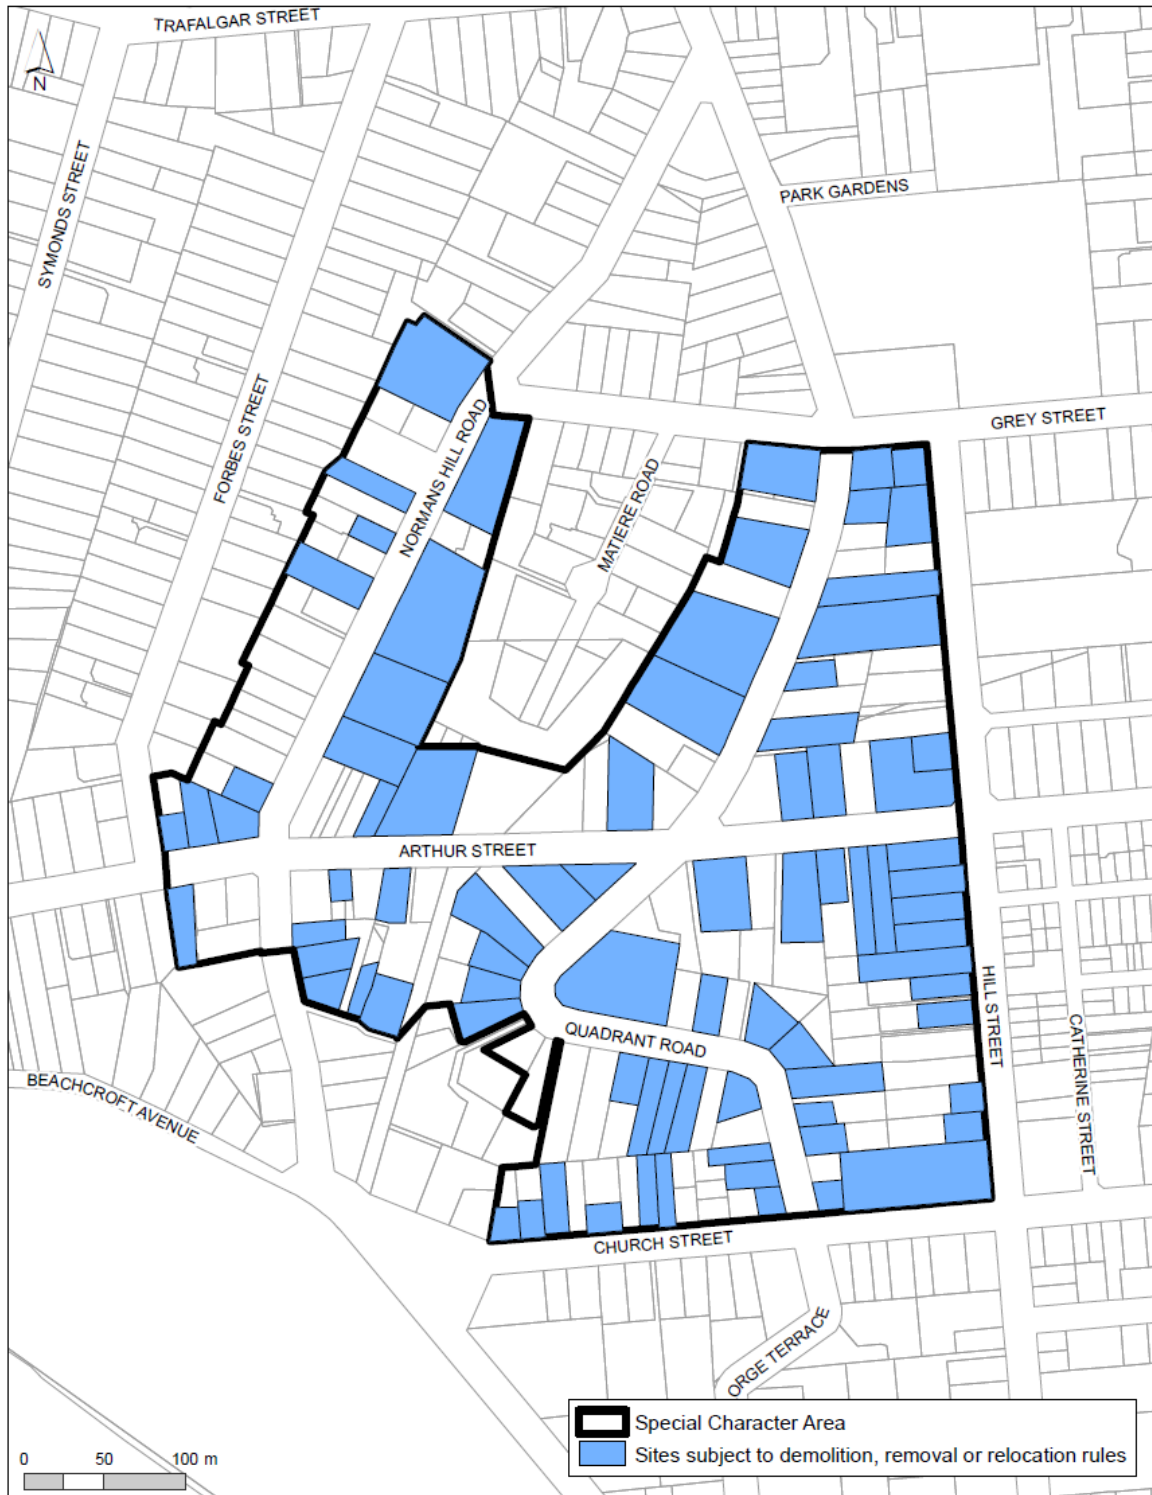 TRAFALGAR STREET
N
SYMONDS STREET
PARK GARDENS
FORBES STREET
NORMANS HILL ROAD
GREY STREET
MATIERE ROAD
ARTHUR STREET
HILL STREET
QUADRANT ROAD
CATHERINE STREET
BEACHCROFT AVENUE
CHURCH STREET
ORGE TERRACE
Special Character Area
Sites subject to demolition, removal or relocation rules
0 50 100 m